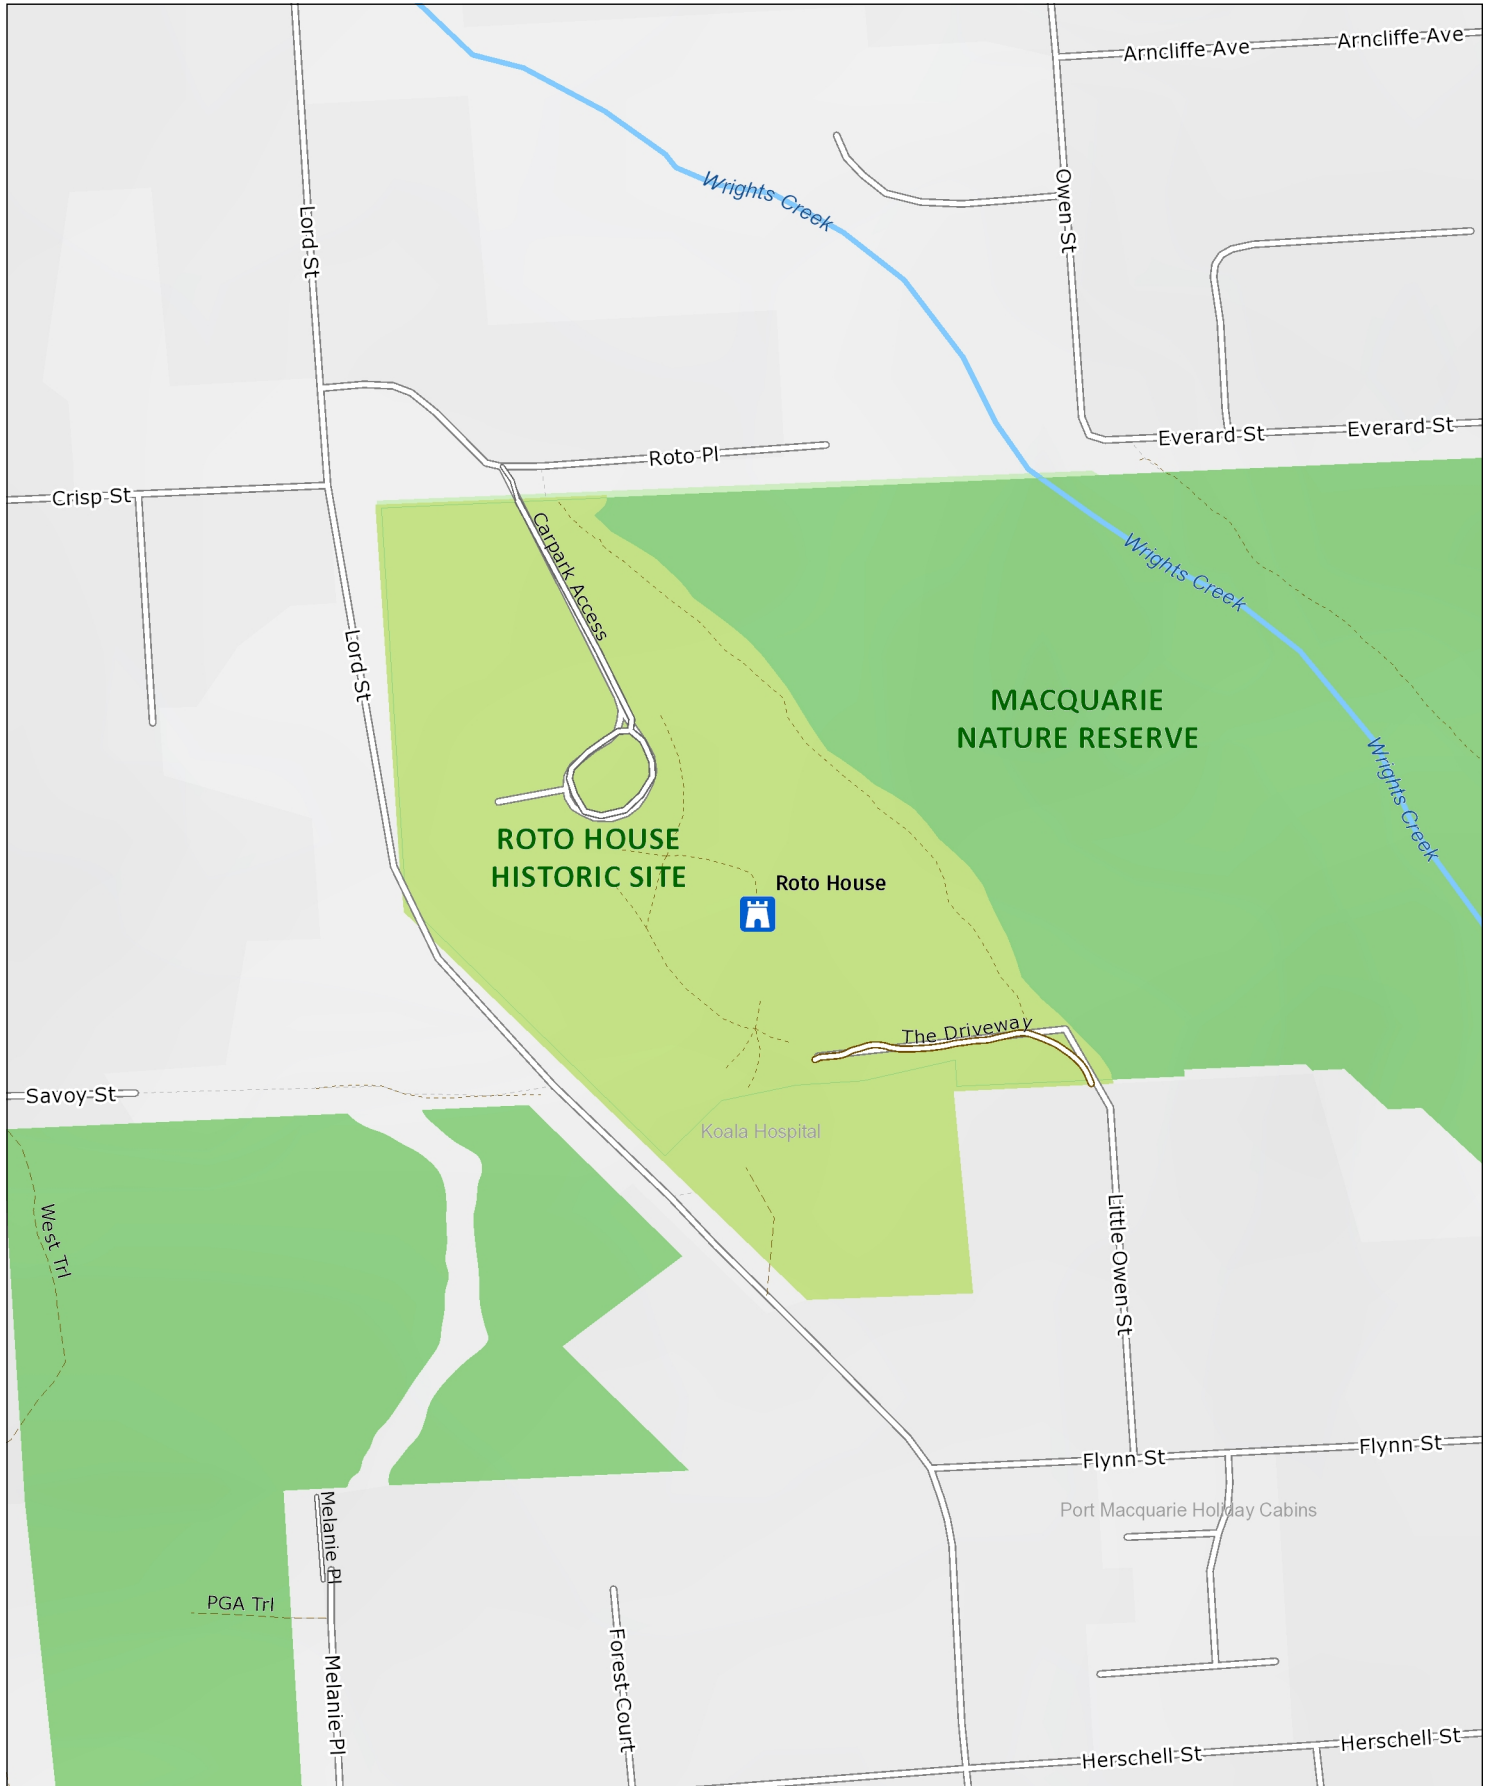 Arncliffe Ave
Arncliffe Ave
Wrights Creek
Owen St
Lord St
Everard St
Everard St
Roto Pl
Crisp St
Carpark Access
Wrights Creek
Lord St
MACQUARIE
NATURE RESERVE
Wrights Creek
ROTO HOUSE
HISTORIC SITE
Roto House
The Driveway
Savoy St
Koala Hospital
West Trl
Little Owen St
Flynn St
Flynn St
Port Macquarie Holiday Cabins
Melanie Pl
PGA Trl
Forest Court
Melanie Pl
Herschell St
Herschell St